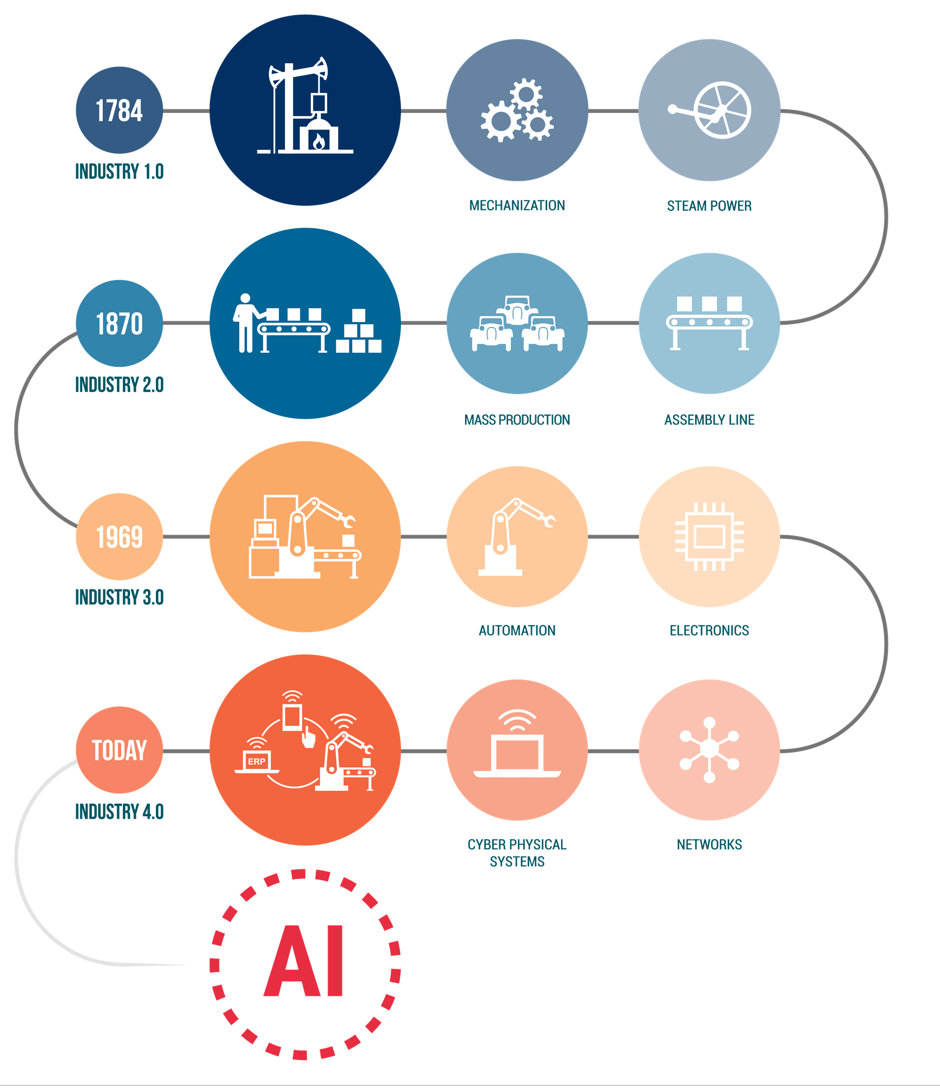 1784
INDUSTRY 1.0
MECHANIZATION
STEAM POWER
1870
INDUSTRY 2.0
MASS PRODUCTION
ASSEMBLY LINE
1969
INDUSTRY 3.0
AUTOMATION
ELECTRONICS
TODAY
INDUSTRY 4.0
ERP
CYBER PHYSICAL
SYSTEMS
NETWORKS
AI